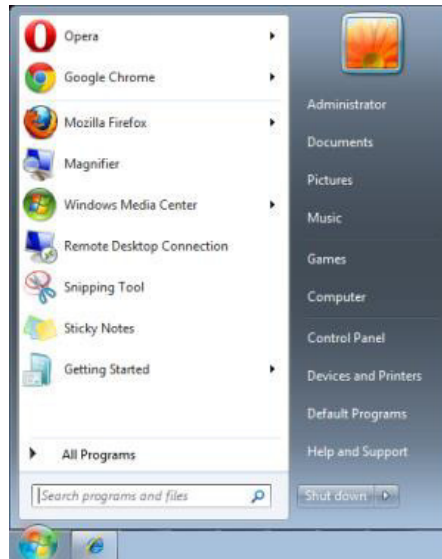 Opera
Google Chrome
Mozilla Firefox
Magnifier
Windows Media Center
Remote Desktop Connection
Snipping Tool
Sticky Notes
Getting Started
All Programs
Search programs and files
Administrator
Documents
Pictures
Music
Games
Computer
Control Panel
Devices and Printers
Default Programs
Help and Support
Shut down